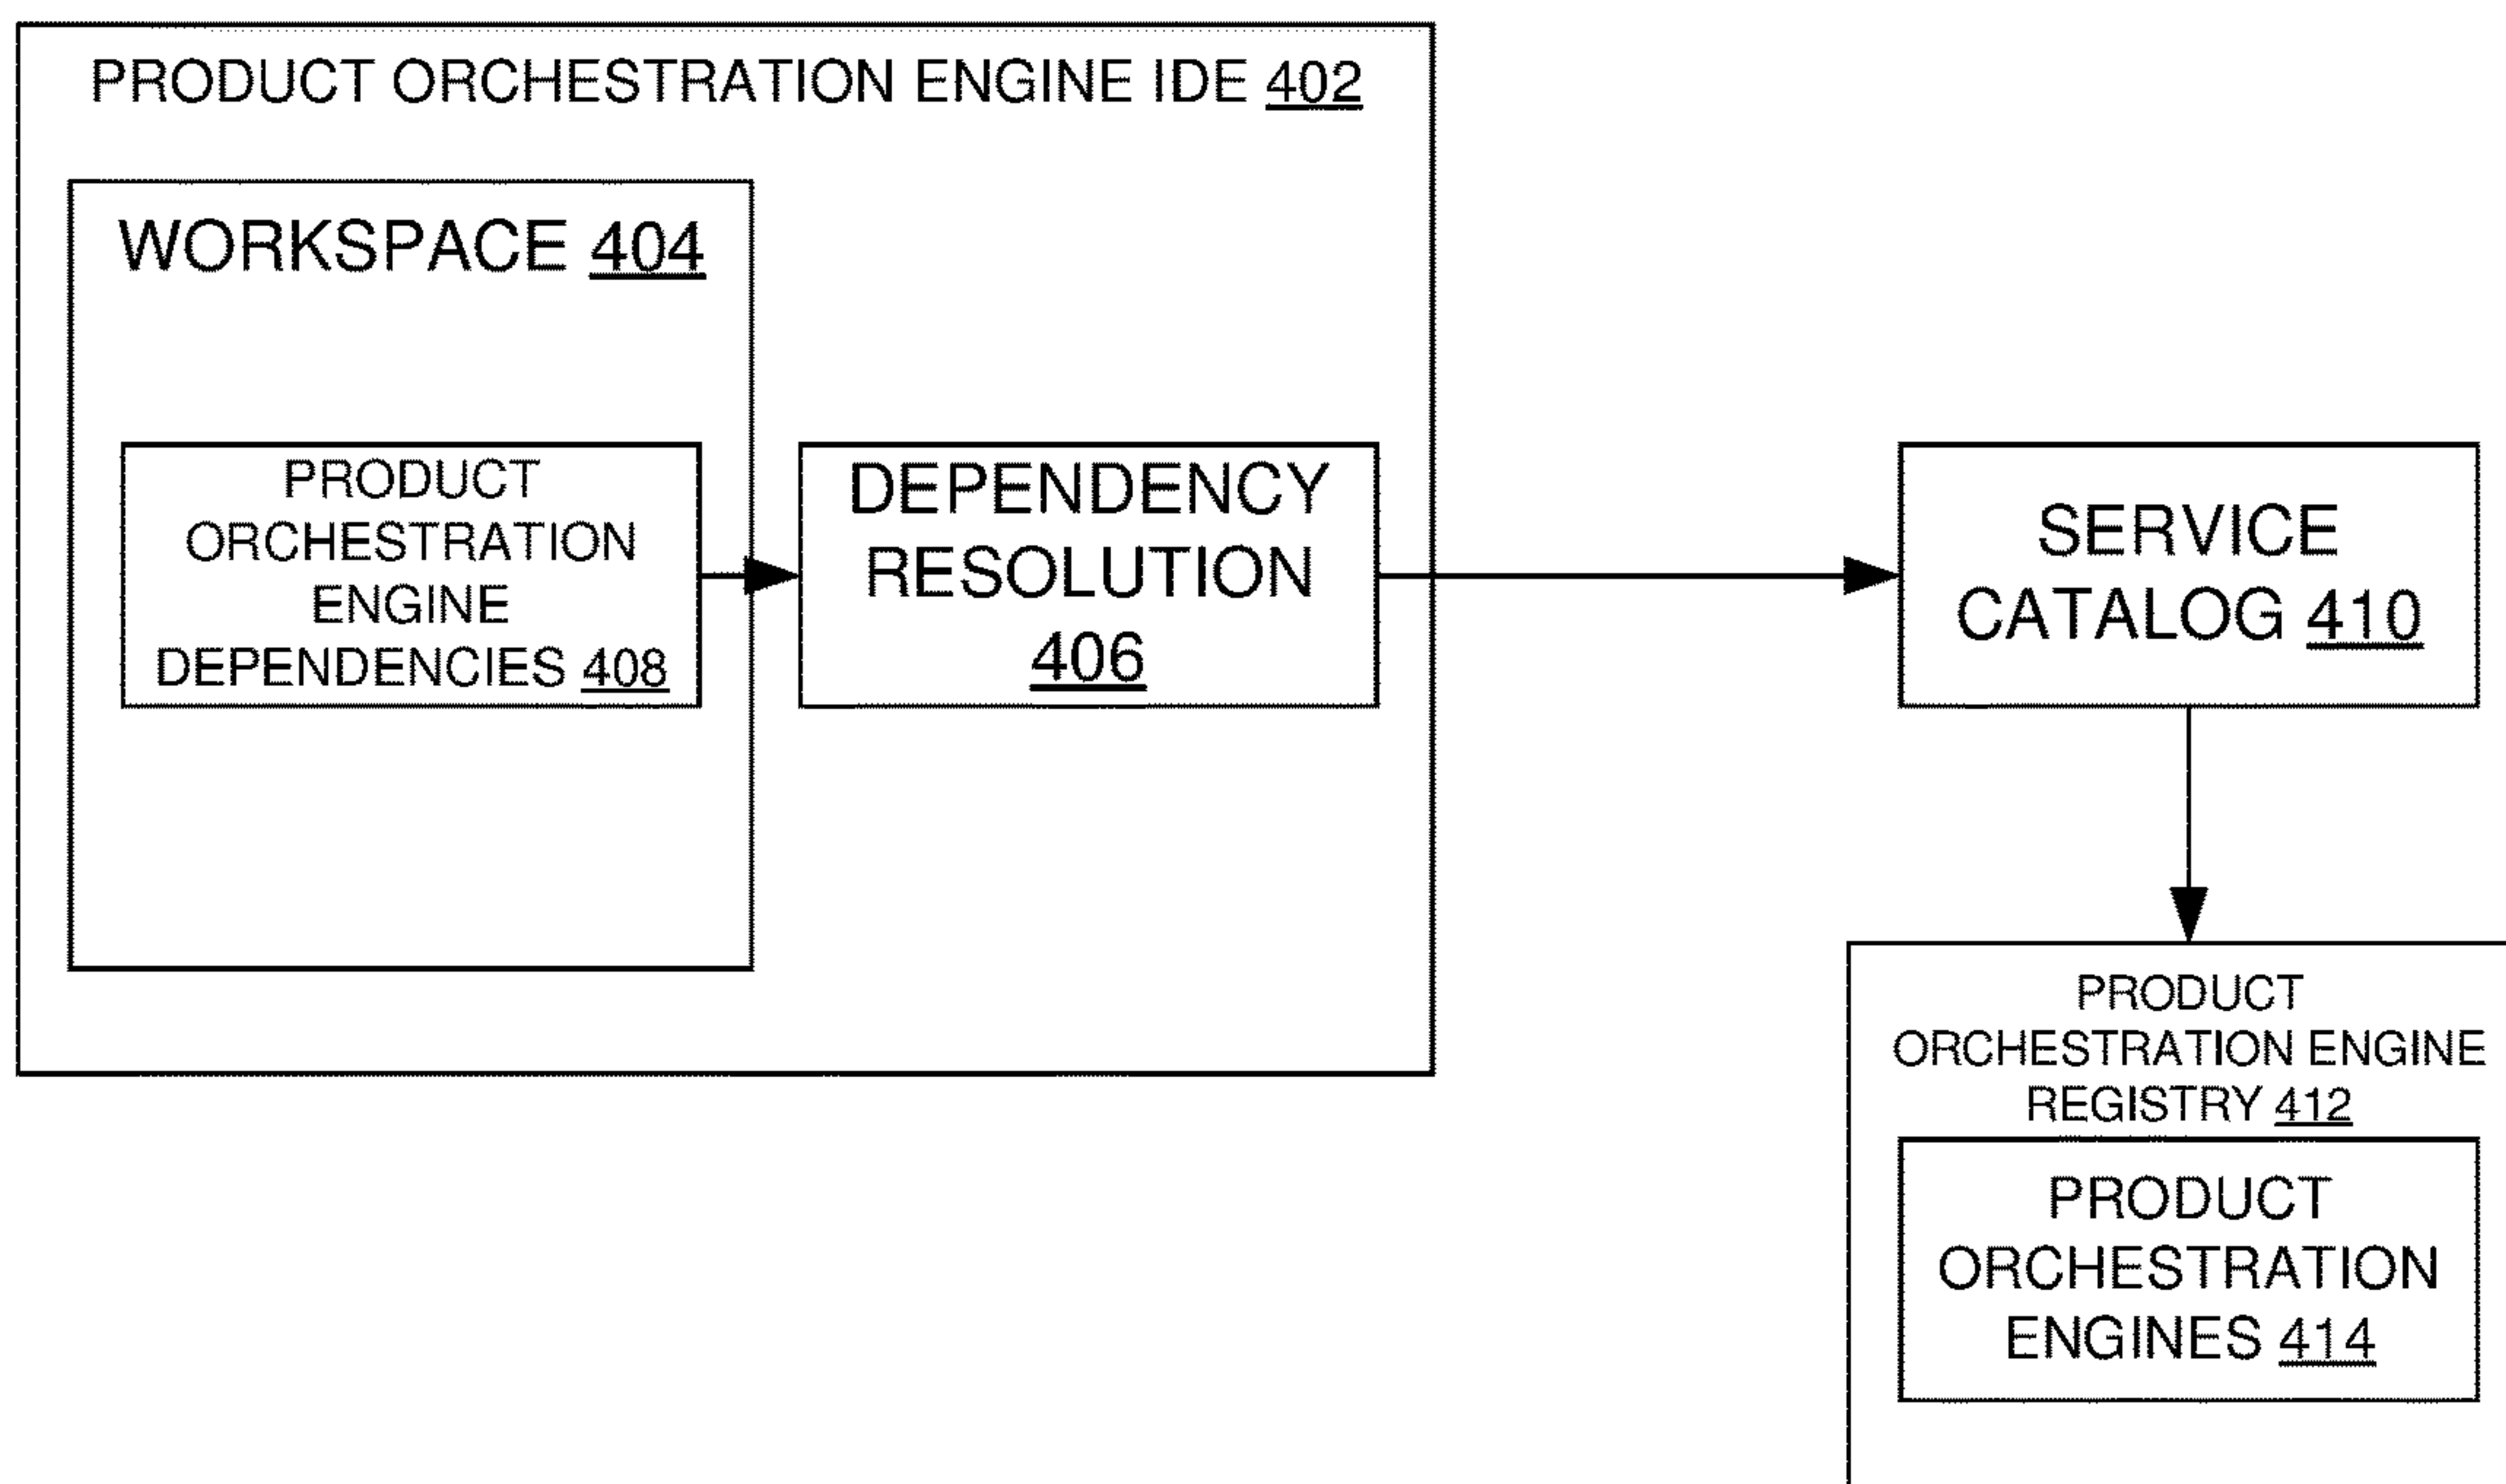 PRODUCT ORCHESTRATION ENGINE IDE 402
WORKSPACE 404
PRODUCT
ORCHESTRATION
ENGINE
DEPENDENCIES 408
DEPENDENCY
RESOLUTION
406
SERVICE
CATALOG 410
PRODUCT
ORCHESTRATION ENGINE
REGISTRY 412
PRODUCT
ORCHESTRATION
ENGINES 414